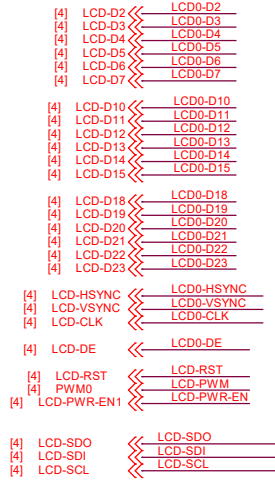 [4] LCD-D2 LCD0-D2
[4] LCD-D3 LCD0-D3
[4] LCD-D4 LCD0-D4
[4] LCD-D5 LCD0-D5
[4] LCD-D6 LCD0-D6
[4] LCD-D7 LCD0-D7
[4] LCD-D10 LCD0-D10
[4] LCD-D11 LCD0-D11
[4] LCD-D12 LCD0-D12
[4] LCD-D13 LCD0-D13
[4] LCD-D14 LCD0-D14
[4] LCD-D15 LCD0-D15
[4] LCD-D18 LCD0-D18
[4] LCD-D19 LCD0-D19
[4] LCD-D20 LCD0-D20
[4] LCD-D21 LCD0-D21
[4] LCD-D22 LCD0-D22
[4] LCD-D23 LCD0-D23
[4] LCD-HSYNC LCD0-HSYNC
[4] LCD-VSYNC LCD0-VSYNC
[4] LCD-CLK LCD0-CLK
[4] LCD-DE LCD0-DE
[4] LCD-RST LCD-RST
[4] PWM0 LCD-PWM
[4] LCD-PWR-EN1 LCD-PWR-EN
[4] LCD-SDO LCD-SDO
[4] LCD-SDI LCD-SDI
[4] LCD-SCL LCD-SCL